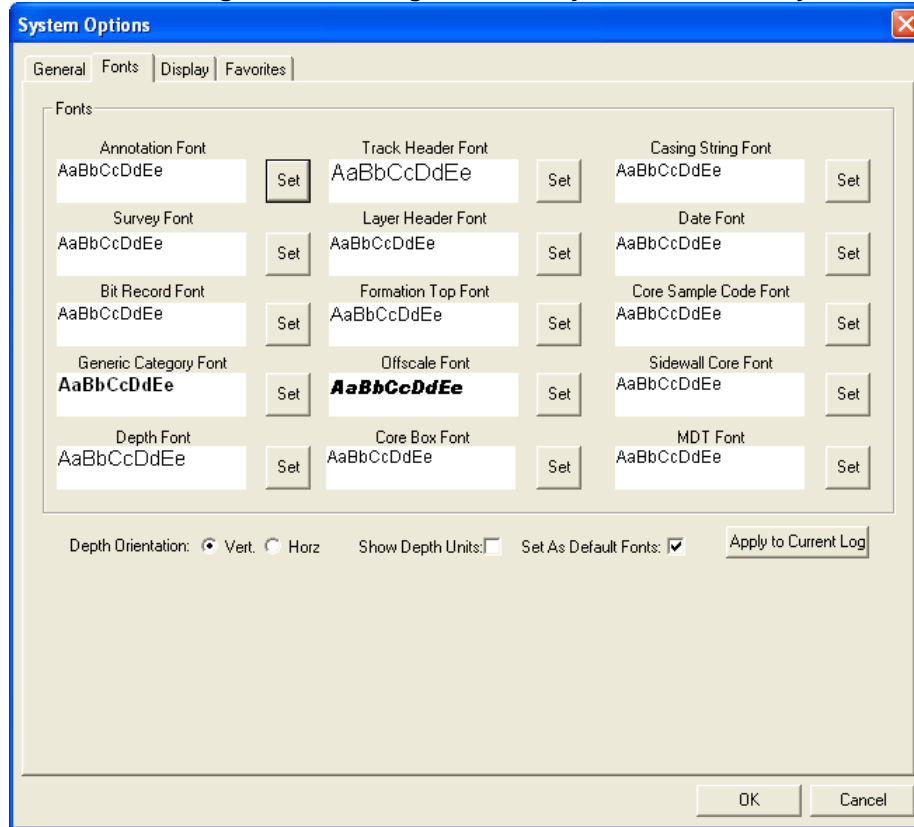 System Options
General Fonts Display Favorites
Fonts
Annotation Font Track Header Font Casing String Font
AaBbCcDdEe Set AaBbCcDdEe Set AaBbCcDdEe Set
Survey Font Layer Header Font Date Font
AaBbCcDdEe Set AaBbCcDdEe Set AaBbCcDdEe Set
Bit Record Font Formation Top Font Core Sample Code Font
AaBbCcDdEe Set AaBbCcDdEe Set AaBbCcDdEe Set
Generic Category Font Offscale Font Sidewall Core Font
AaBbCcDdEe Set AaBbCcDdEe Set AaBbCcDdEe Set
Depth Font Core Box Font MDT Font
AaBbCcDdEe Set AaBbCcDdEe Set AaBbCcDdEe Set
Depth Orientation: Vert. Horz Show Depth Units: Set As Default Fonts: Apply to Current Log
OK Cancel